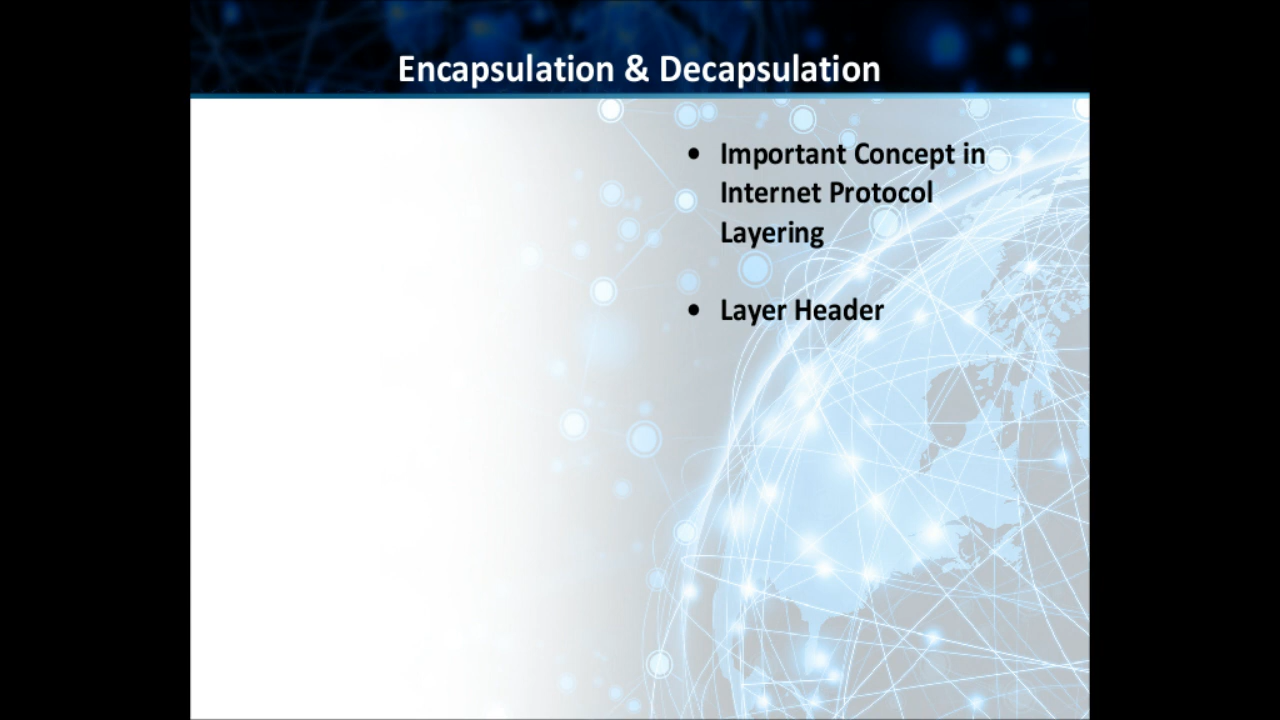 Encapsulation & Decapsulation
• Important Concept in
Internet Protocol
Layering
• Layer Header